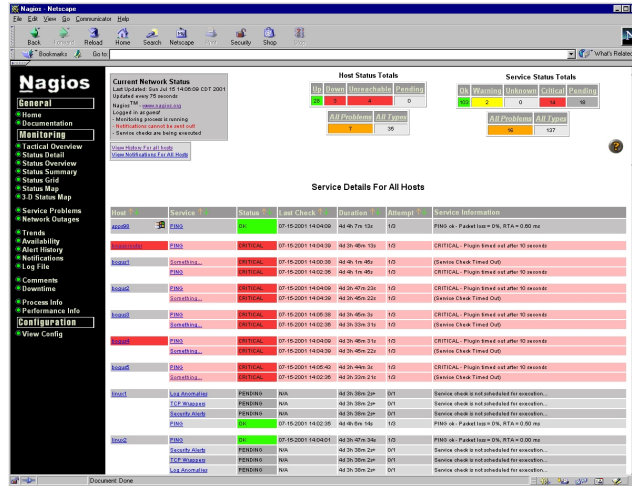 Nagios - Netscape
File Edit View Go Communicator Help
Back Forward Reload Home Search Netscape Print Security Shop Stop
Bookmarks Go to: What's Related
Nagios
General
Home
Documentation
Monitoring
Tactical Overview
Status Detail
Status Overview
Status Summary
Status Grid
Status Map
3-D Status Map
Service Problems
Network Outages
Trends
Availability
Alert History
Notifications
Log File
Comments
Downtime
Process Info
Performance Info
Configuration
View Config
Current Network Status
Last Updated: Sun Jul 15 14:06:09 CDT 2001
Updated every 75 seconds
Nagios™ - www.nagios.org
Logged in as guest
- Monitoring process is running
- Notifications cannot be sent out!
- Service checks are being executed
View History For all hosts
View Notifications For All Hosts
Host Status Totals
Up Down Unreachable Pending
28 3 4 0
All Problems All Types
7 35
Service Status Totals
Ok Warning Unknown Critical Pending
103 2 0 14 18
All Problems All Types
16 137
Service Details For All Hosts
Host Service Status Last Check Duration Attempt Service Information
PING OK 07-15-2001 14:04:09 4d 4h 7m 13s 1/3 PING ok - Packet loss = 0%, RTA = 0.60 ms
PING CRITICAL 07-15-2001 14:04:39 4d 3h 46m 13s 1/3 CRITICAL - Plugin timed out after 10 seconds
bogus1 Something... CRITICAL 07-15-2001 14:00:38 4d 4h 1m 46s 1/3 (Service Check Timed Out)
PING CRITICAL 07-15-2001 14:02:36 4d 4h 1m 46s 1/3 CRITICAL - Plugin timed out after 10 seconds
bogus2 PING CRITICAL 07-15-2001 14:04:09 4d 3h 47m 23s 1/3 CRITICAL - Plugin timed out after 10 seconds
Something... CRITICAL 07-15-2001 14:04:39 4d 3h 46m 22s 1/3 (Service Check Timed Out)
bogus3 PING CRITICAL 07-15-2001 14:05:38 4d 3h 45m 3s 1/3 CRITICAL - Plugin timed out after 10 seconds
Something... CRITICAL 07-15-2001 14:02:36 4d 3h 33m 31s 1/3 (Service Check Timed Out)
bogus4 PING CRITICAL 07-15-2001 14:04:09 4d 3h 46m 31s 1/3 CRITICAL - Plugin timed out after 10 seconds
Something... CRITICAL 07-15-2001 14:04:39 4d 3h 45m 22s 1/3 (Service Check Timed Out)
bogus5 PING CRITICAL 07-15-2001 14:05:43 4d 3h 44m 3s 1/3 CRITICAL - Plugin timed out after 10 seconds
Something... CRITICAL 07-15-2001 14:02:36 4d 3h 33m 21s 1/3 (Service Check Timed Out)
linux1 Log Anomalies PENDING N/A 4d 3h 38m 2s+ 0/1 Service check is not scheduled for execution...
TCP Wrappers PENDING N/A 4d 3h 38m 2s+ 0/1 Service check is not scheduled for execution...
Security Alerts PENDING N/A 4d 3h 38m 2s+ 0/1 Service check is not scheduled for execution...
PING OK 07-15-2001 14:02:35 4d 4h 6m 14s 1/3 PING ok - Packet loss = 0%, RTA = 0.60 ms
linux2 PING OK 07-15-2001 14:04:01 4d 3h 47m 34s 1/3 PING ok - Packet loss = 0%, RTA = 0.00 ms
Security Alerts PENDING N/A 4d 3h 38m 2s+ 0/1 Service check is not scheduled for execution...
TCP Wrappers PENDING N/A 4d 3h 38m 2s+ 0/1 Service check is not scheduled for execution...
Log Anomalies PENDING N/A 4d 3h 38m 2s+ 0/1 Service check is not scheduled for execution...
Document: Done